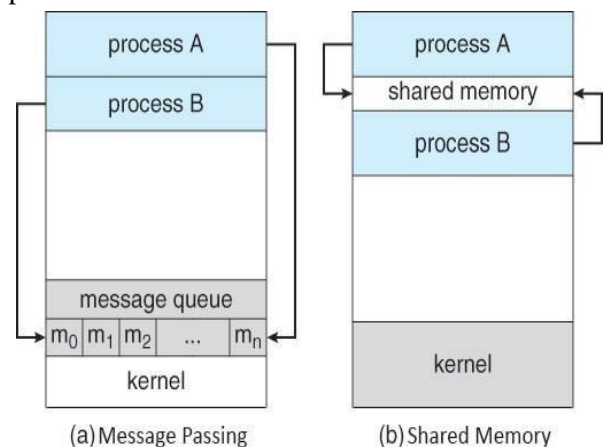 process A
process B
message queue
m0 m1 m2 ... mn
kernel
(a) Message Passing
process A
shared memory
process B
kernel
(b) Shared Memory